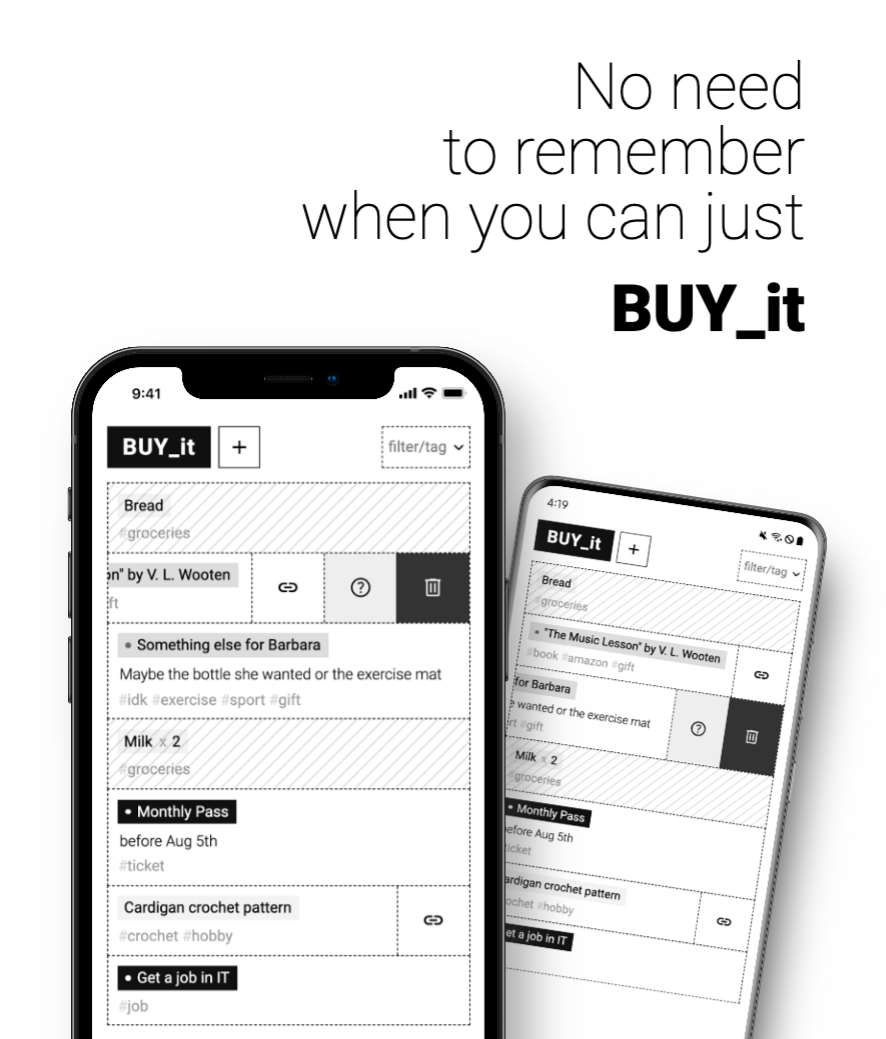 No need
to remember
when you can just
BUY_it
9:41
BUY_it + filter/tag
Bread
#groceries
on" by V. L. Wooten
ft
• Something else for Barbara
Maybe the bottle she wanted or the exercise mat
#idk #exercise #sport #gift
Milk x 2
#groceries
• Monthly Pass
before Aug 5th
#ticket
Cardigan crochet pattern
#crochet #hobby
• Get a job in IT
#job
4:19
BUY_it + filter/tag
Bread
#groceries
• "The Music Lesson" by V. L. Wooten
#book #amazon #gift
for Barbara
e wanted or the exercise mat
rt #gift
Milk x 2
#groceries
• Monthly Pass
before Aug 5th
ticket
ardigan crochet pattern
ochet #hobby
et a job in IT